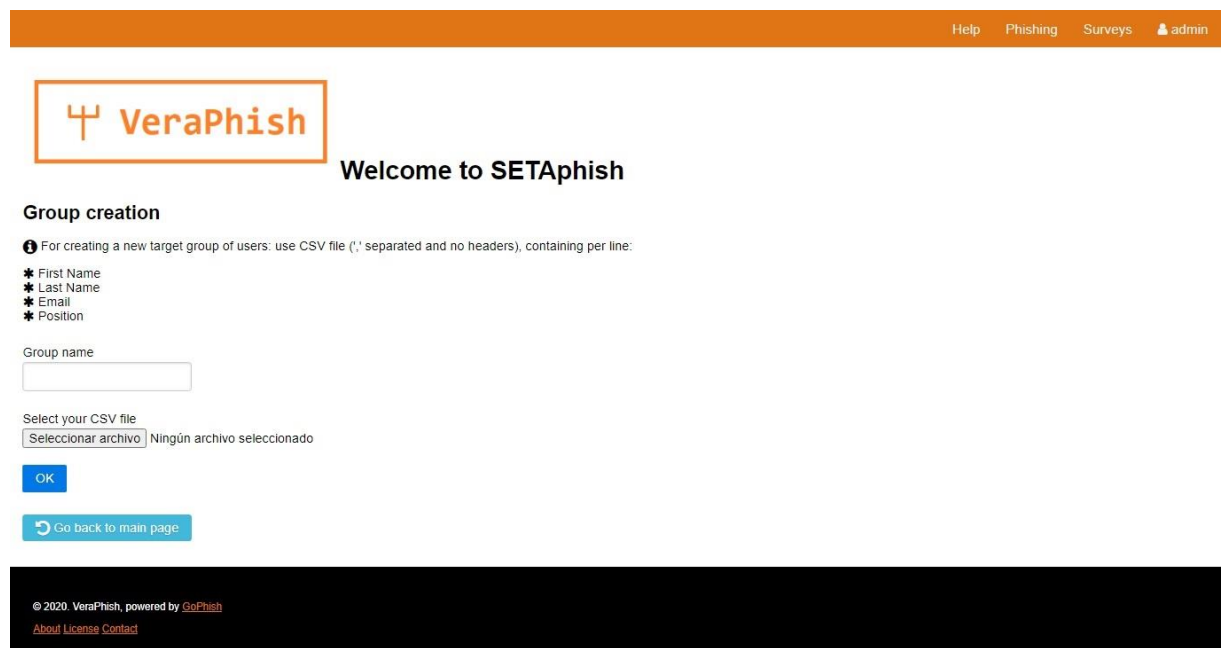 Help Phishing Surveys admin
VeraPhish
Welcome to SETAphish
Group creation
For creating a new target group of users: use CSV file (',' separated and no headers), containing per line:
✱ First Name
✱ Last Name
✱ Email
✱ Position
Group name
Select your CSV file
Seleccionar archivo Ningún archivo seleccionado
OK
Go back to main page
© 2020. VeraPhish, powered by GoPhish
About License Contact